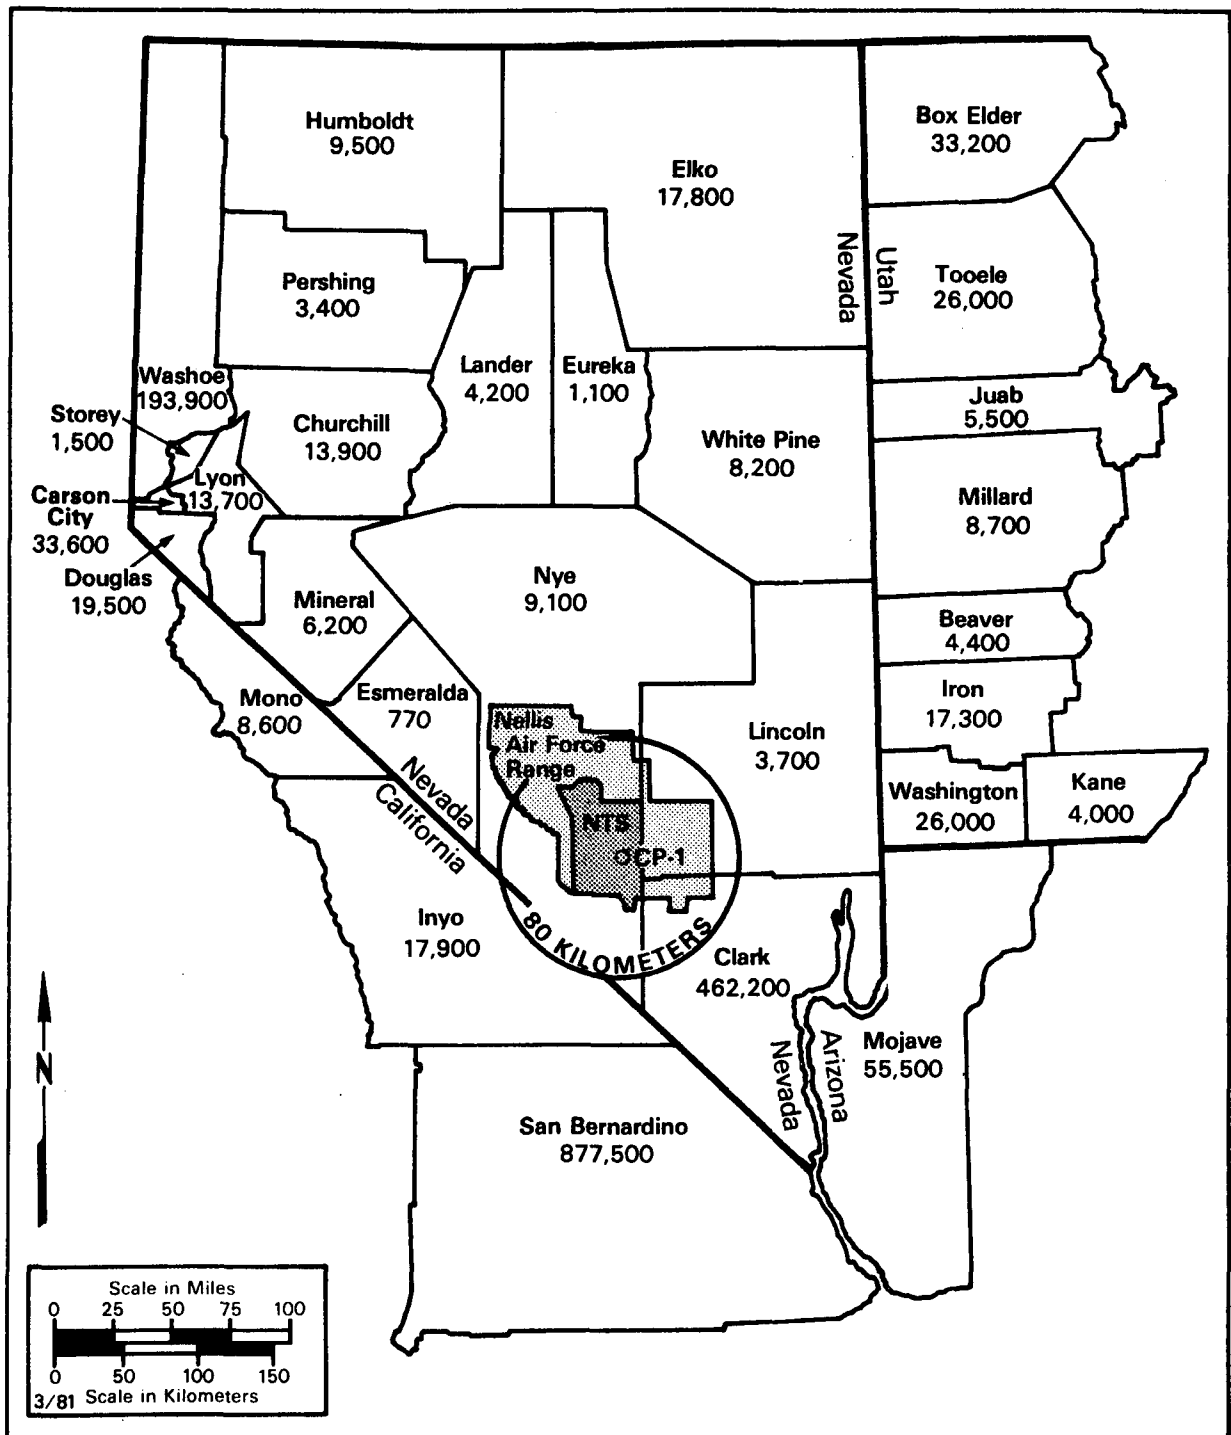 Humboldt
9,500
Box Elder
33,200
Elko
17,800
Nevada
Utah
Pershing
3,400
Tooele
26,000
Washoe
193,900
Lander
4,200
Eureka
1,100
Juab
5,500
Storey
1,500
Churchill
13,900
White Pine
8,200
Lyon
13,700
Carson
City
33,600
Millard
8,700
Douglas
19,500
Mineral
6,200
Nye
9,100
Beaver
4,400
Mono
8,600
Esmeralda
770
Iron
17,300
Nellis
Air Force
Range
Lincoln
3,700
Nevada
California
Washington
26,000
Kane
4,000
NTS
CP-1
80 KILOMETERS
Inyo
17,900
Clark
462,200
N
Nevada
Arizona
Mojave
55,500
San Bernardino
877,500
Scale in Miles
0 25 50 75 100
0 50 100 150
3/81 Scale in Kilometers